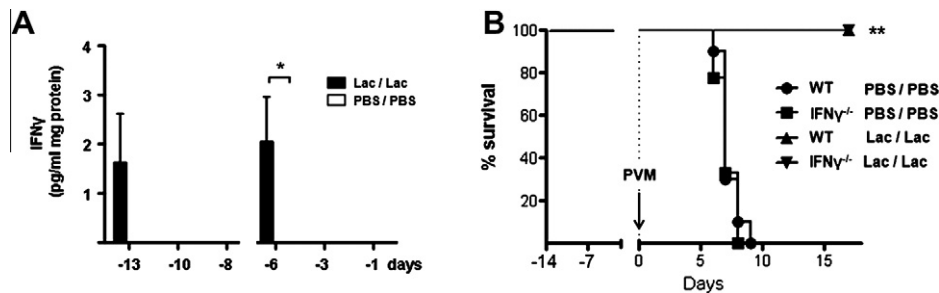 A
IFNγ
(pg/ml mg protein)
4
3
2
1
*
Lac / Lac
PBS / PBS
-13 -10 -8 -6 -3 -1 days
B
% survival
100
80
60
40
20
PVM
**
WT PBS / PBS
IFNγ-/- PBS / PBS
WT Lac / Lac
IFNγ-/- Lac / Lac
-14 -7 0 5 10 15
Days